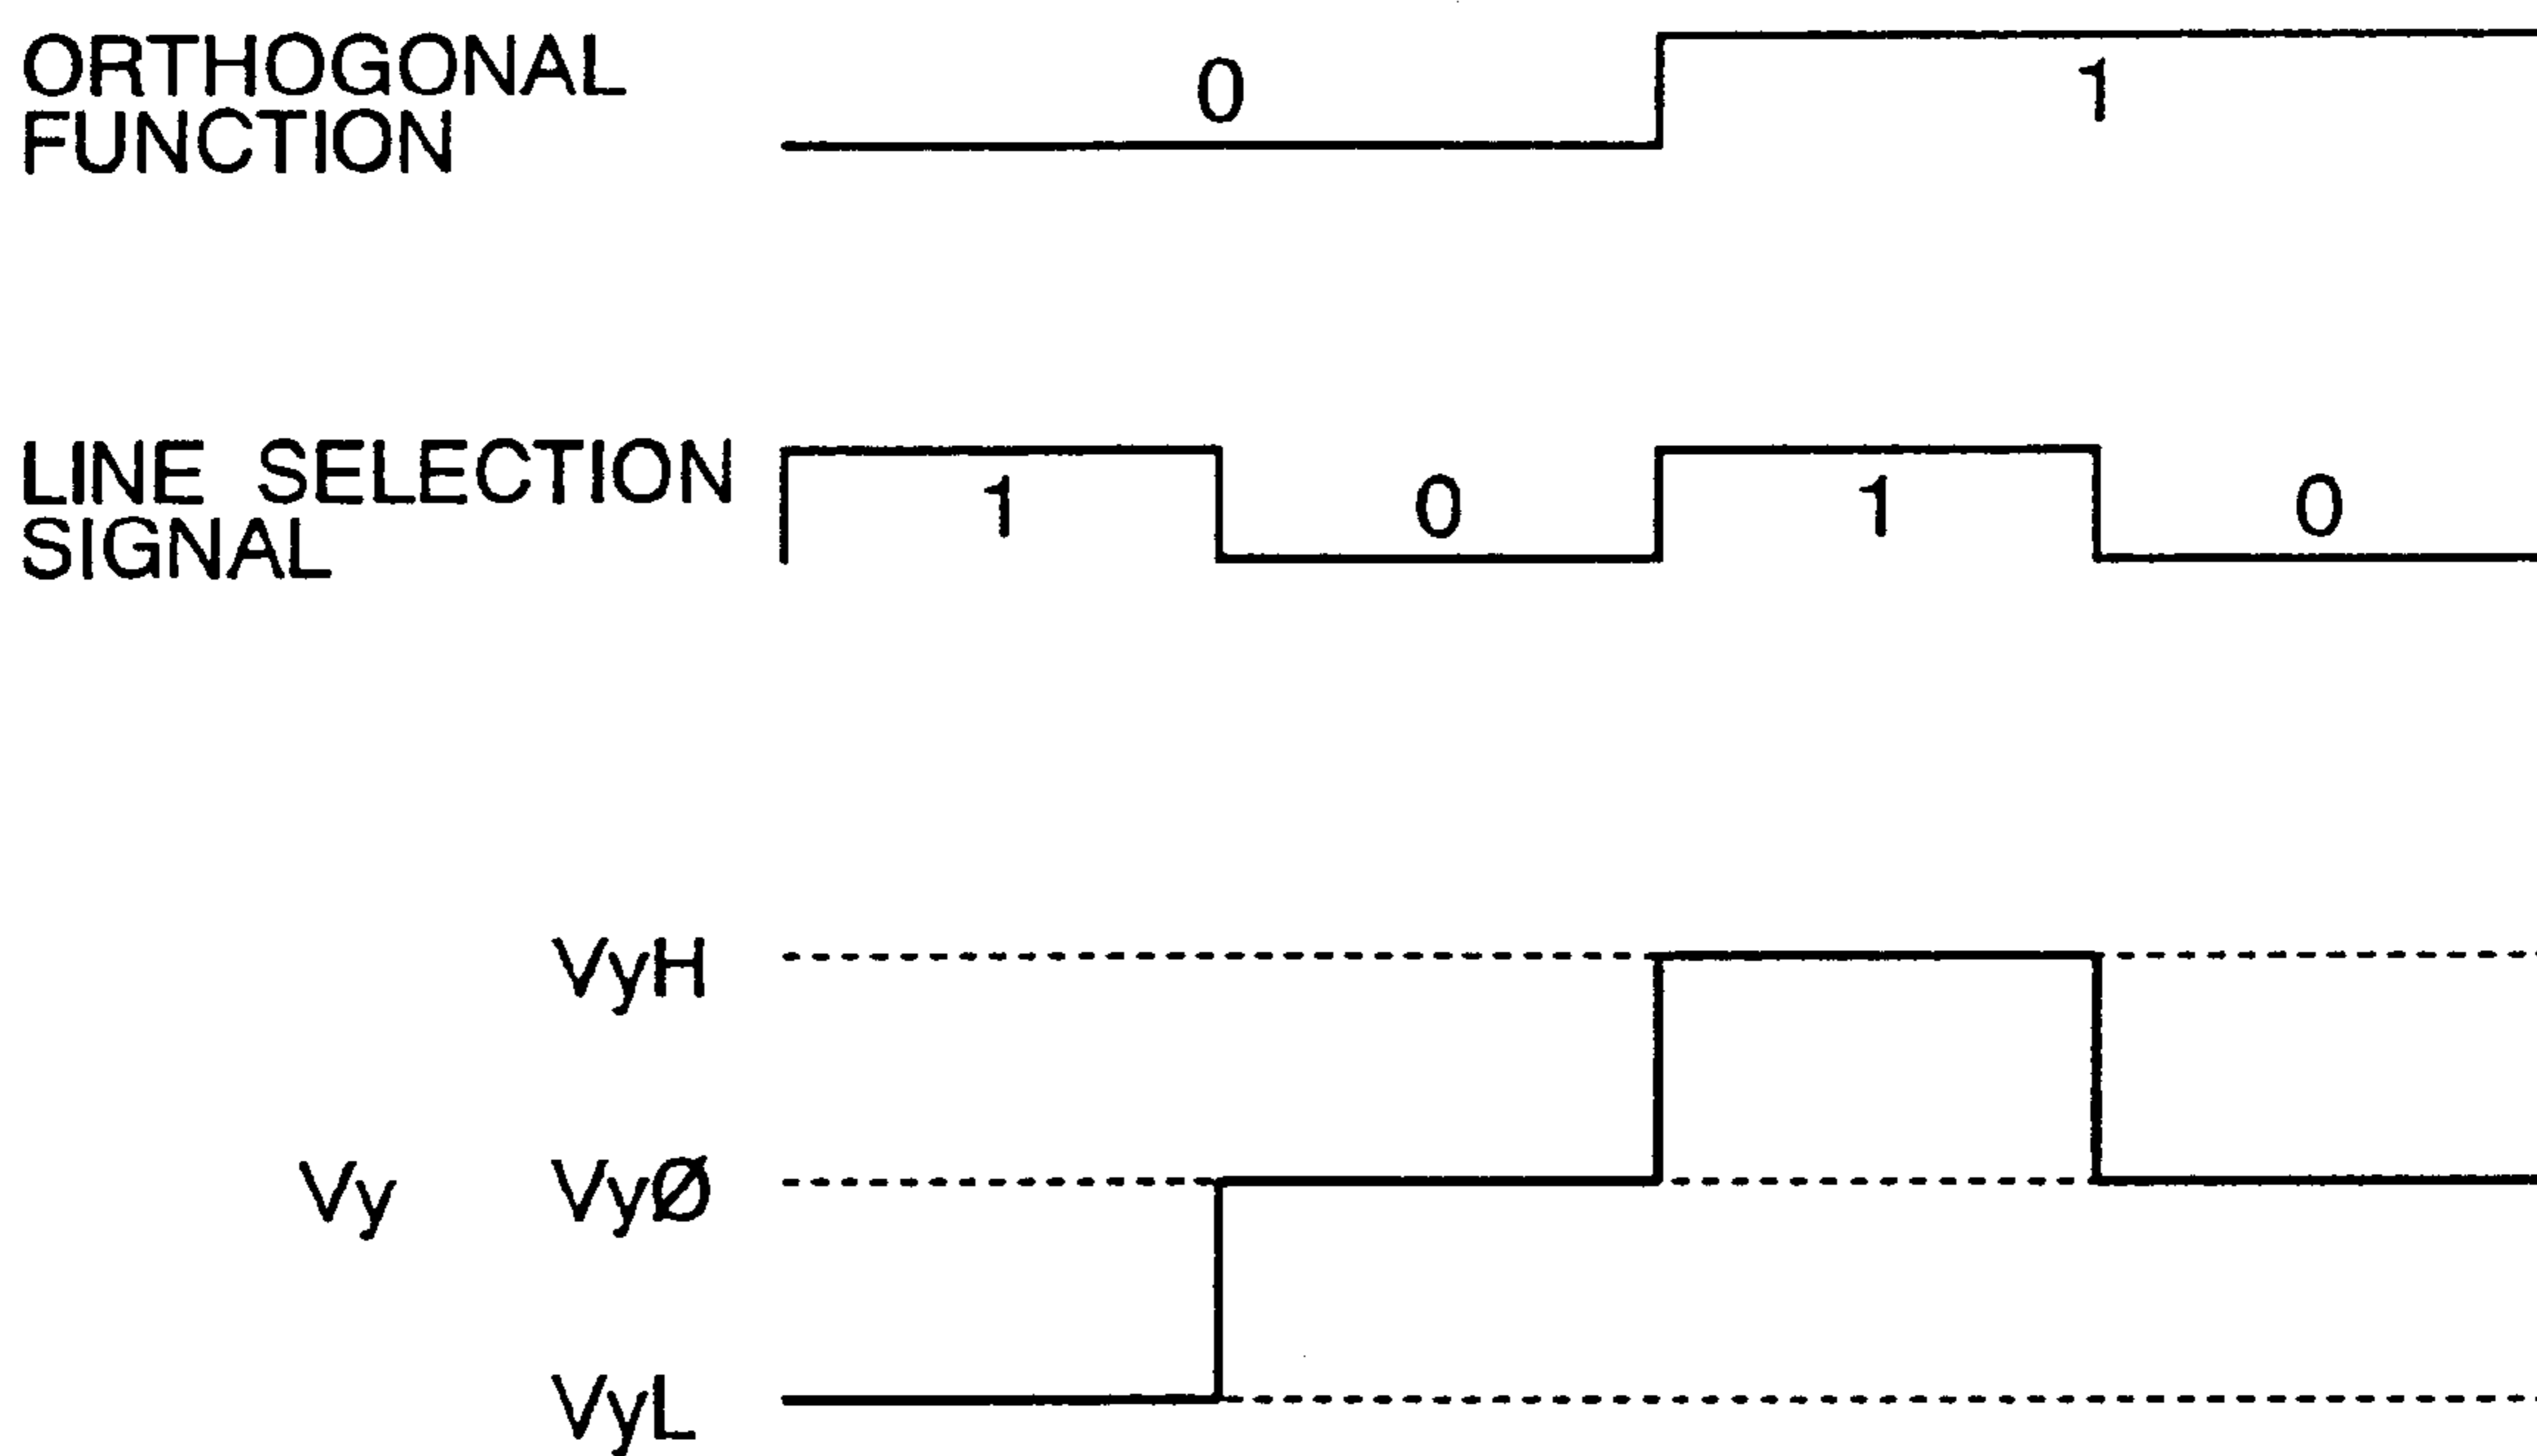 ORTHOGONAL
FUNCTION
0 1
LINE SELECTION
SIGNAL
1 0 1 0
VyH
Vy VyØ
VyL